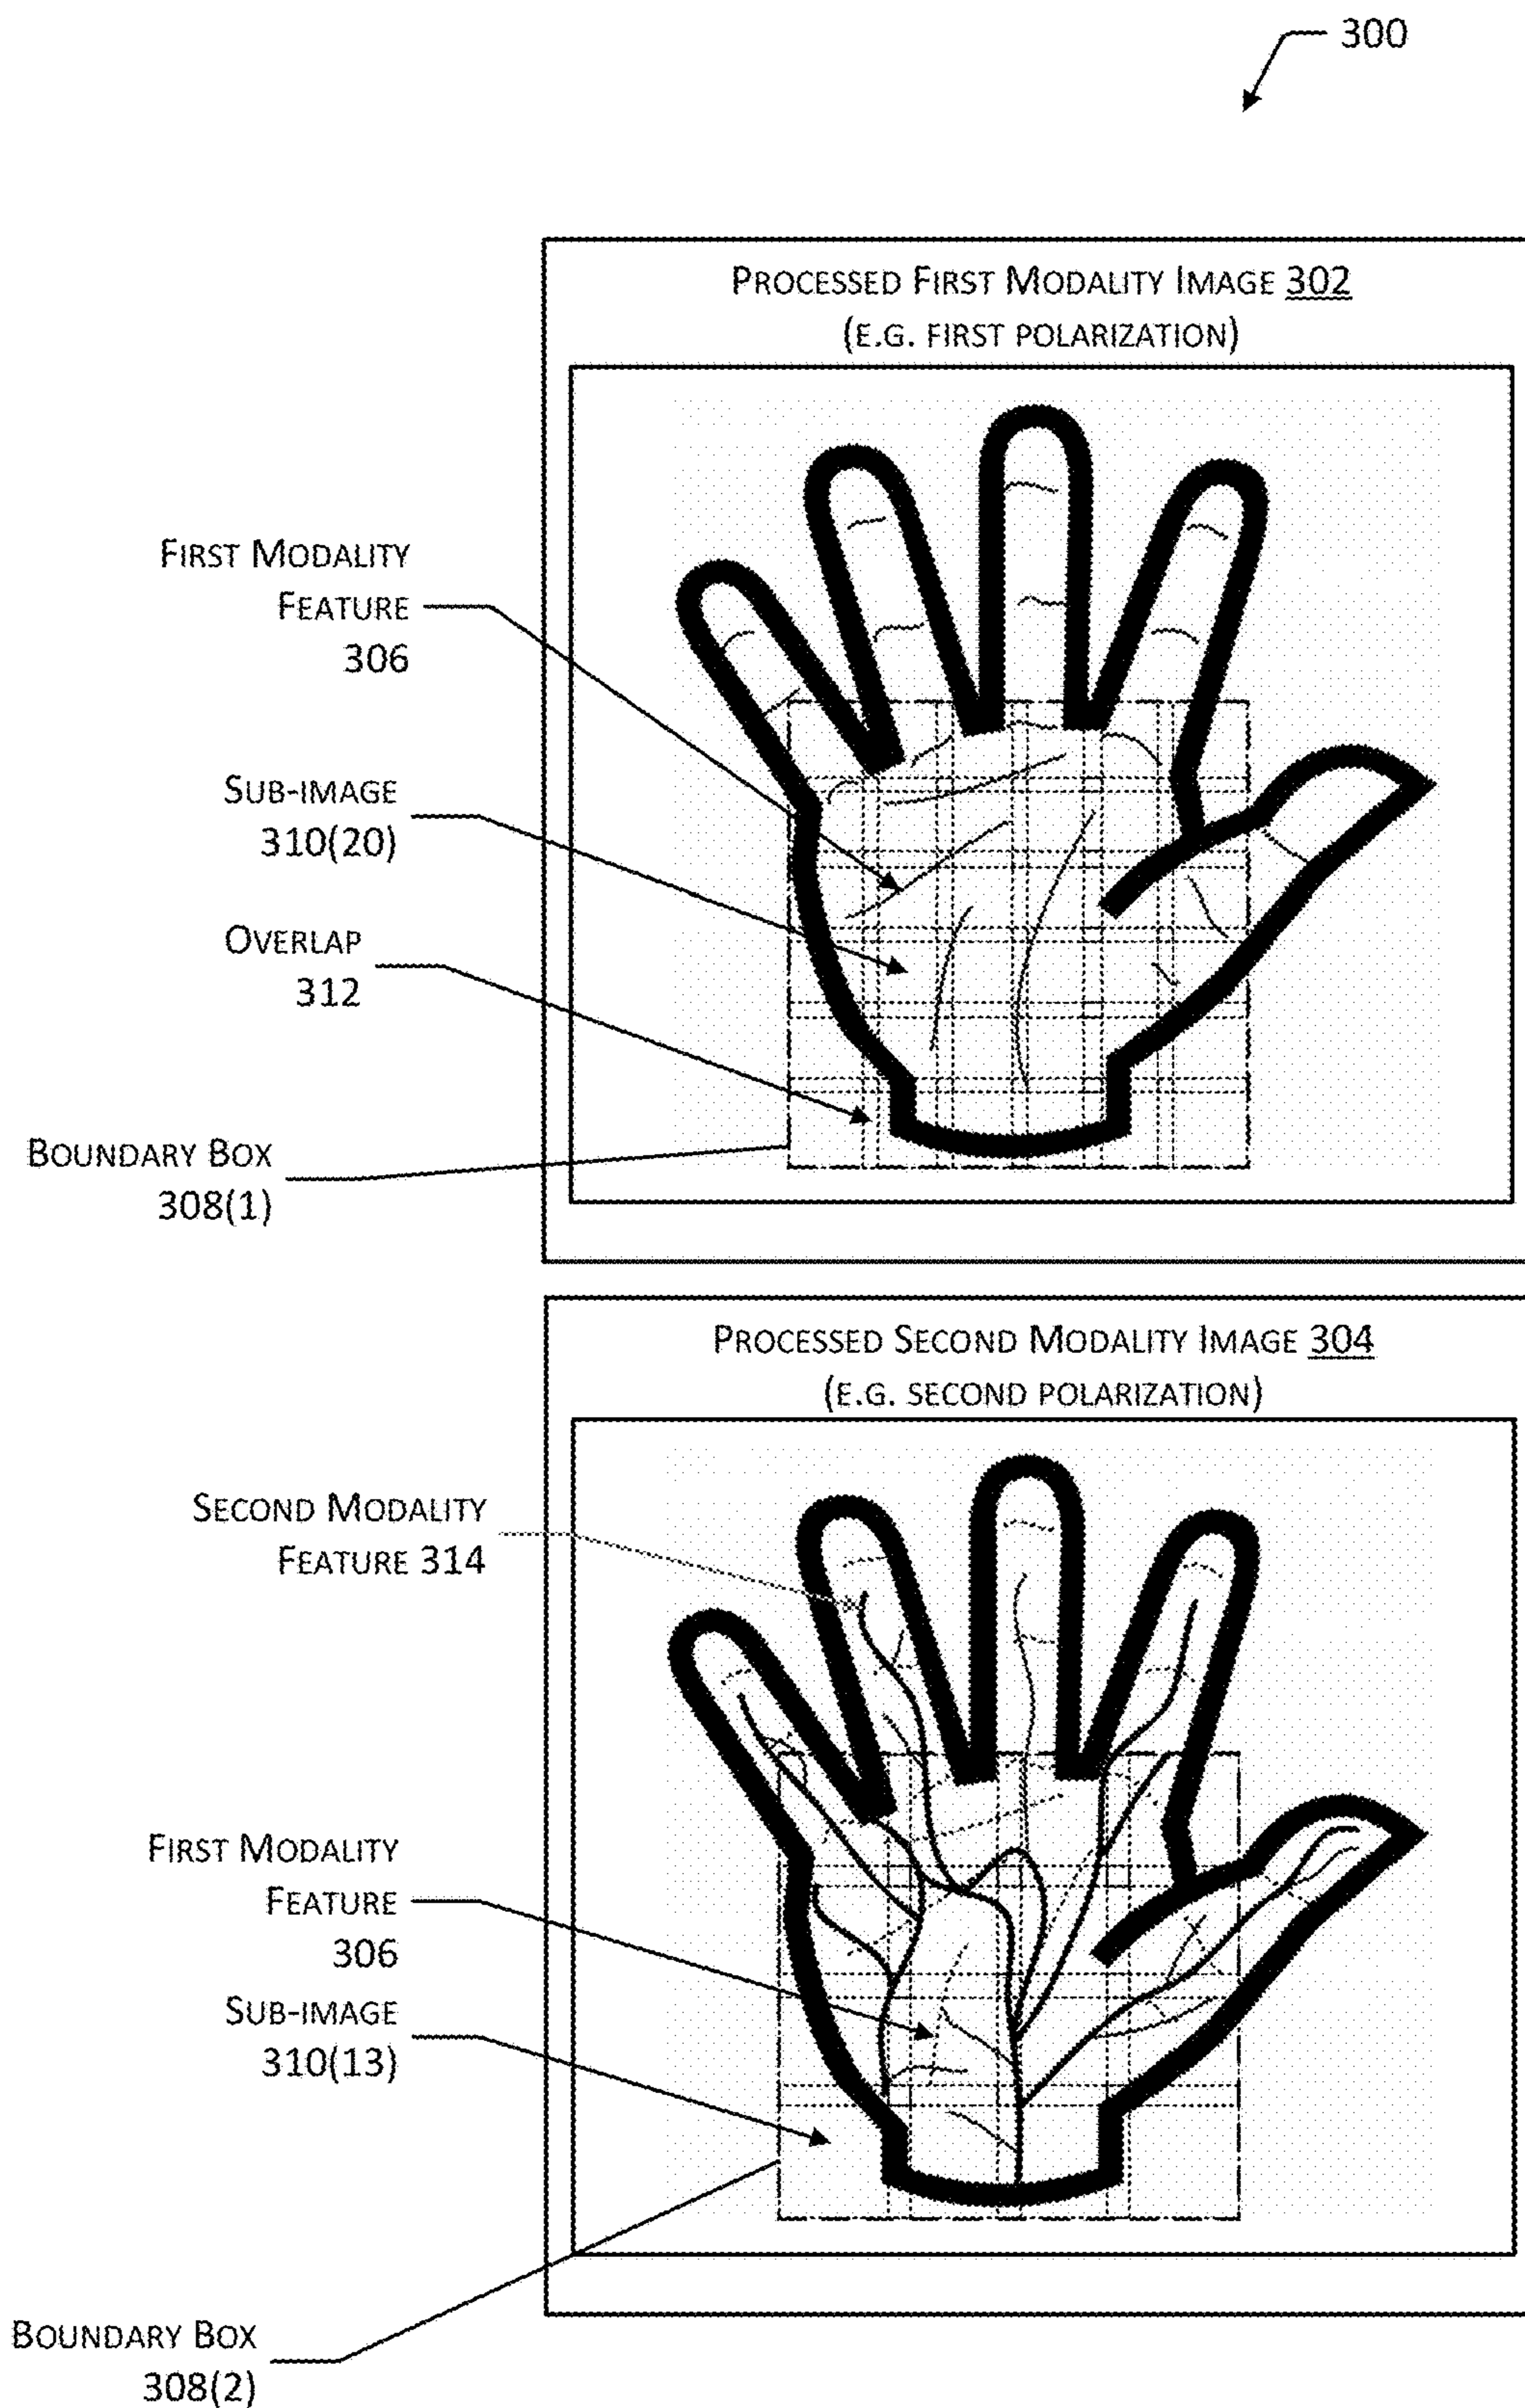 300
PROCESSED FIRST MODALITY IMAGE 302
(E.G. FIRST POLARIZATION)
FIRST MODALITY
FEATURE
306
SUB-IMAGE
310(20)
OVERLAP
312
BOUNDARY BOX
308(1)
PROCESSED SECOND MODALITY IMAGE 304
(E.G. SECOND POLARIZATION)
SECOND MODALITY
FEATURE 314
FIRST MODALITY
FEATURE
306
SUB-IMAGE
310(13)
BOUNDARY BOX
308(2)